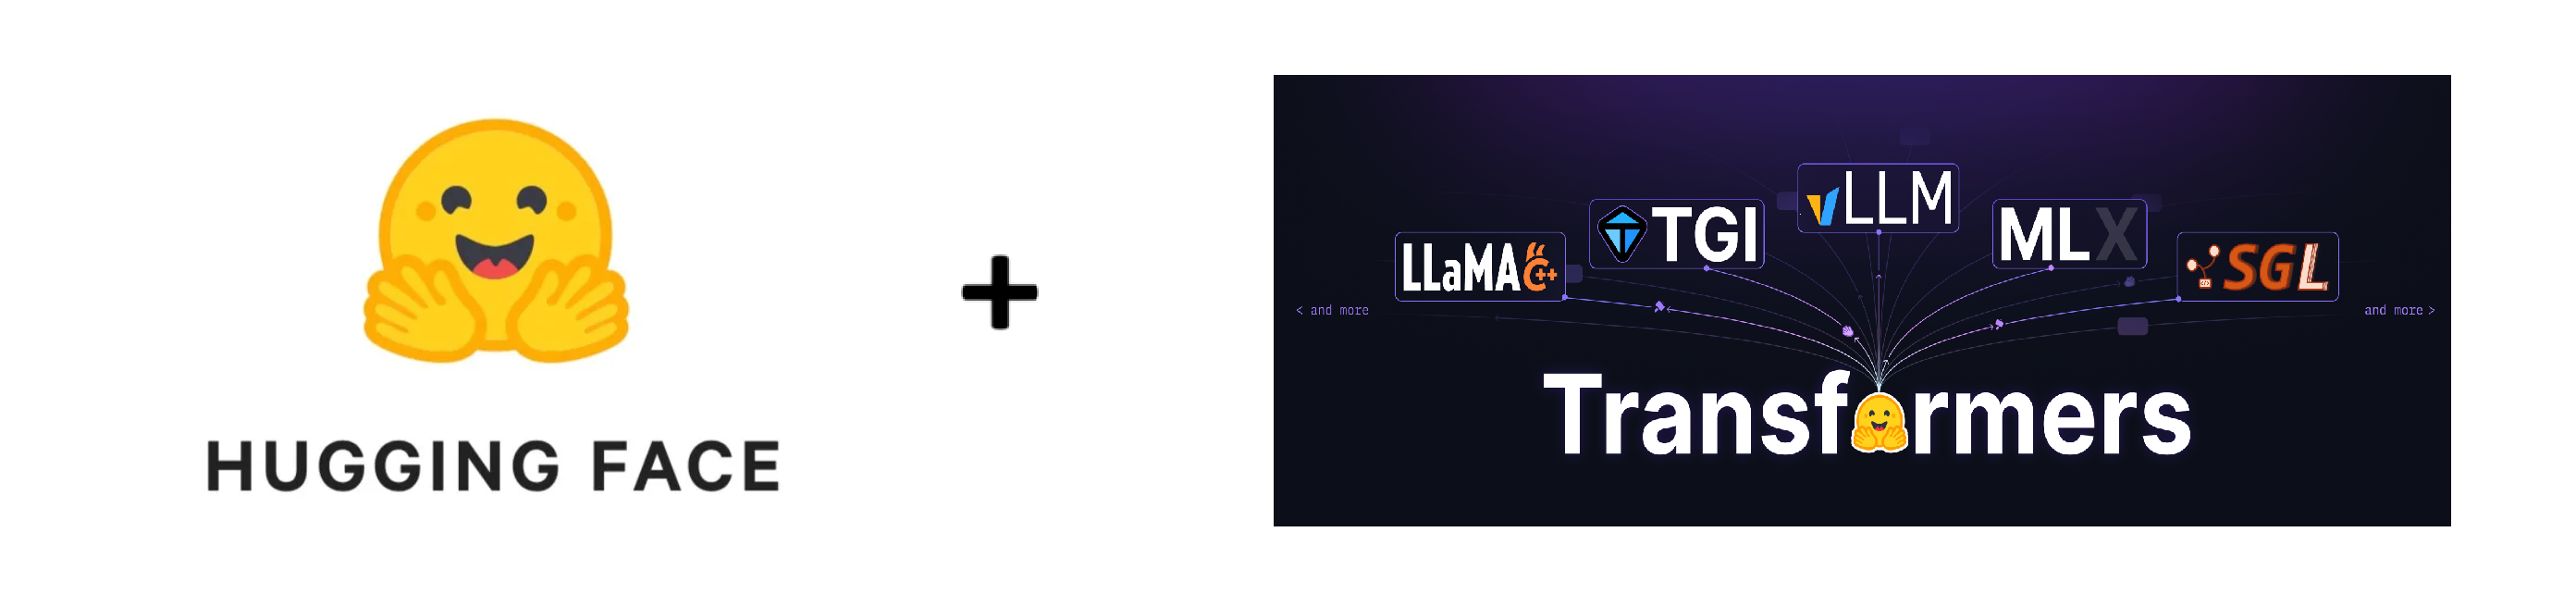 HUGGING FACE
+
LLaMA C++
TGI
vLLM
MLX
SGL
< and more
and more >
Transformers